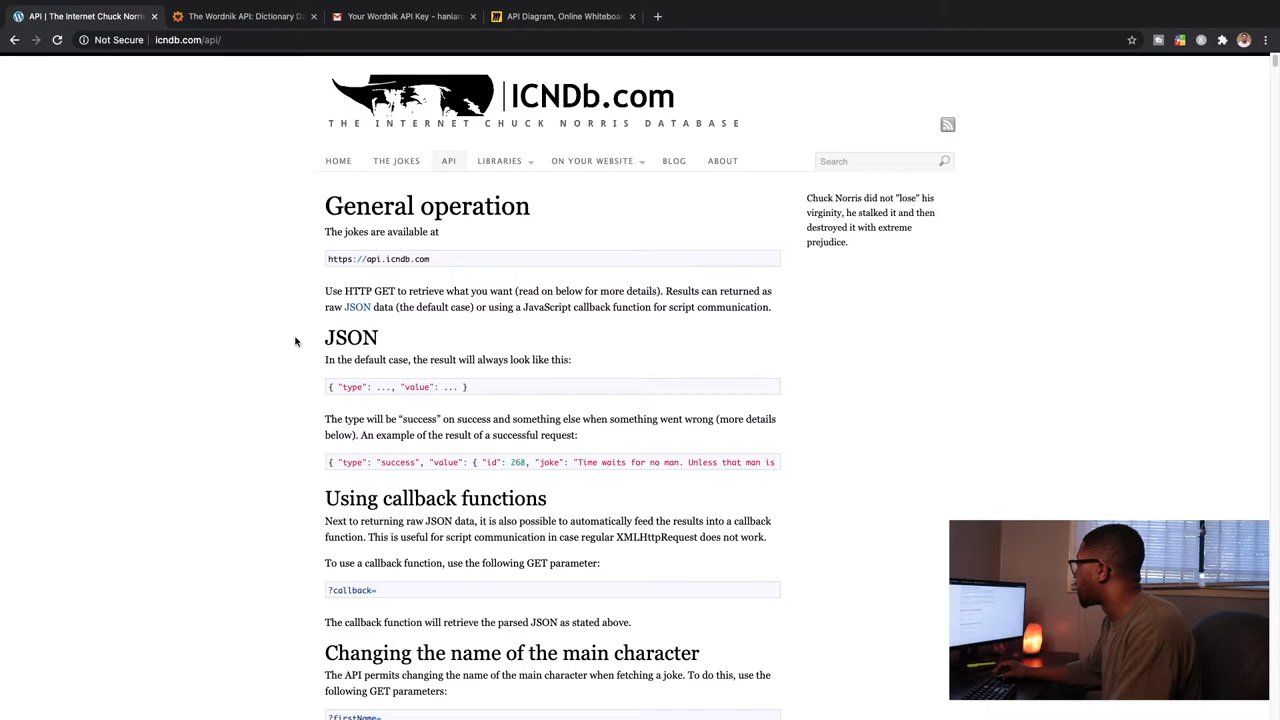 API | The Internet Chuck Norris
The Wordnik API: Dictionary Da
Your Wordnik API Key - haniar
API Diagram, Online Whiteboa
Not Secure | icndb.com/api/
ICNDb.com
THE INTERNET CHUCK NORRIS DATABASE
HOME THE JOKES API LIBRARIES ON YOUR WEBSITE BLOG ABOUT
Search
General operation
The jokes are available at
https://api.icndb.com
Use HTTP GET to retrieve what you want (read on below for more details). Results can returned as
raw JSON data (the default case) or using a JavaScript callback function for script communication.
JSON
In the default case, the result will always look like this:
{ "type": ..., "value": ... }
The type will be “success” on success and something else when something went wrong (more details
below). An example of the result of a successful request:
{ "type": "success", "value": { "id": 268, "joke": "Time waits for no man. Unless that man is
Using callback functions
Next to returning raw JSON data, it is also possible to automatically feed the results into a callback
function. This is useful for script communication in case regular XMLHttpRequest does not work.
To use a callback function, use the following GET parameter:
?callback=
The callback function will retrieve the parsed JSON as stated above.
Changing the name of the main character
The API permits changing the name of the main character when fetching a joke. To do this, use the
following GET parameters:
?firstName=
Chuck Norris did not "lose" his
virginity, he stalked it and then
destroyed it with extreme
prejudice.